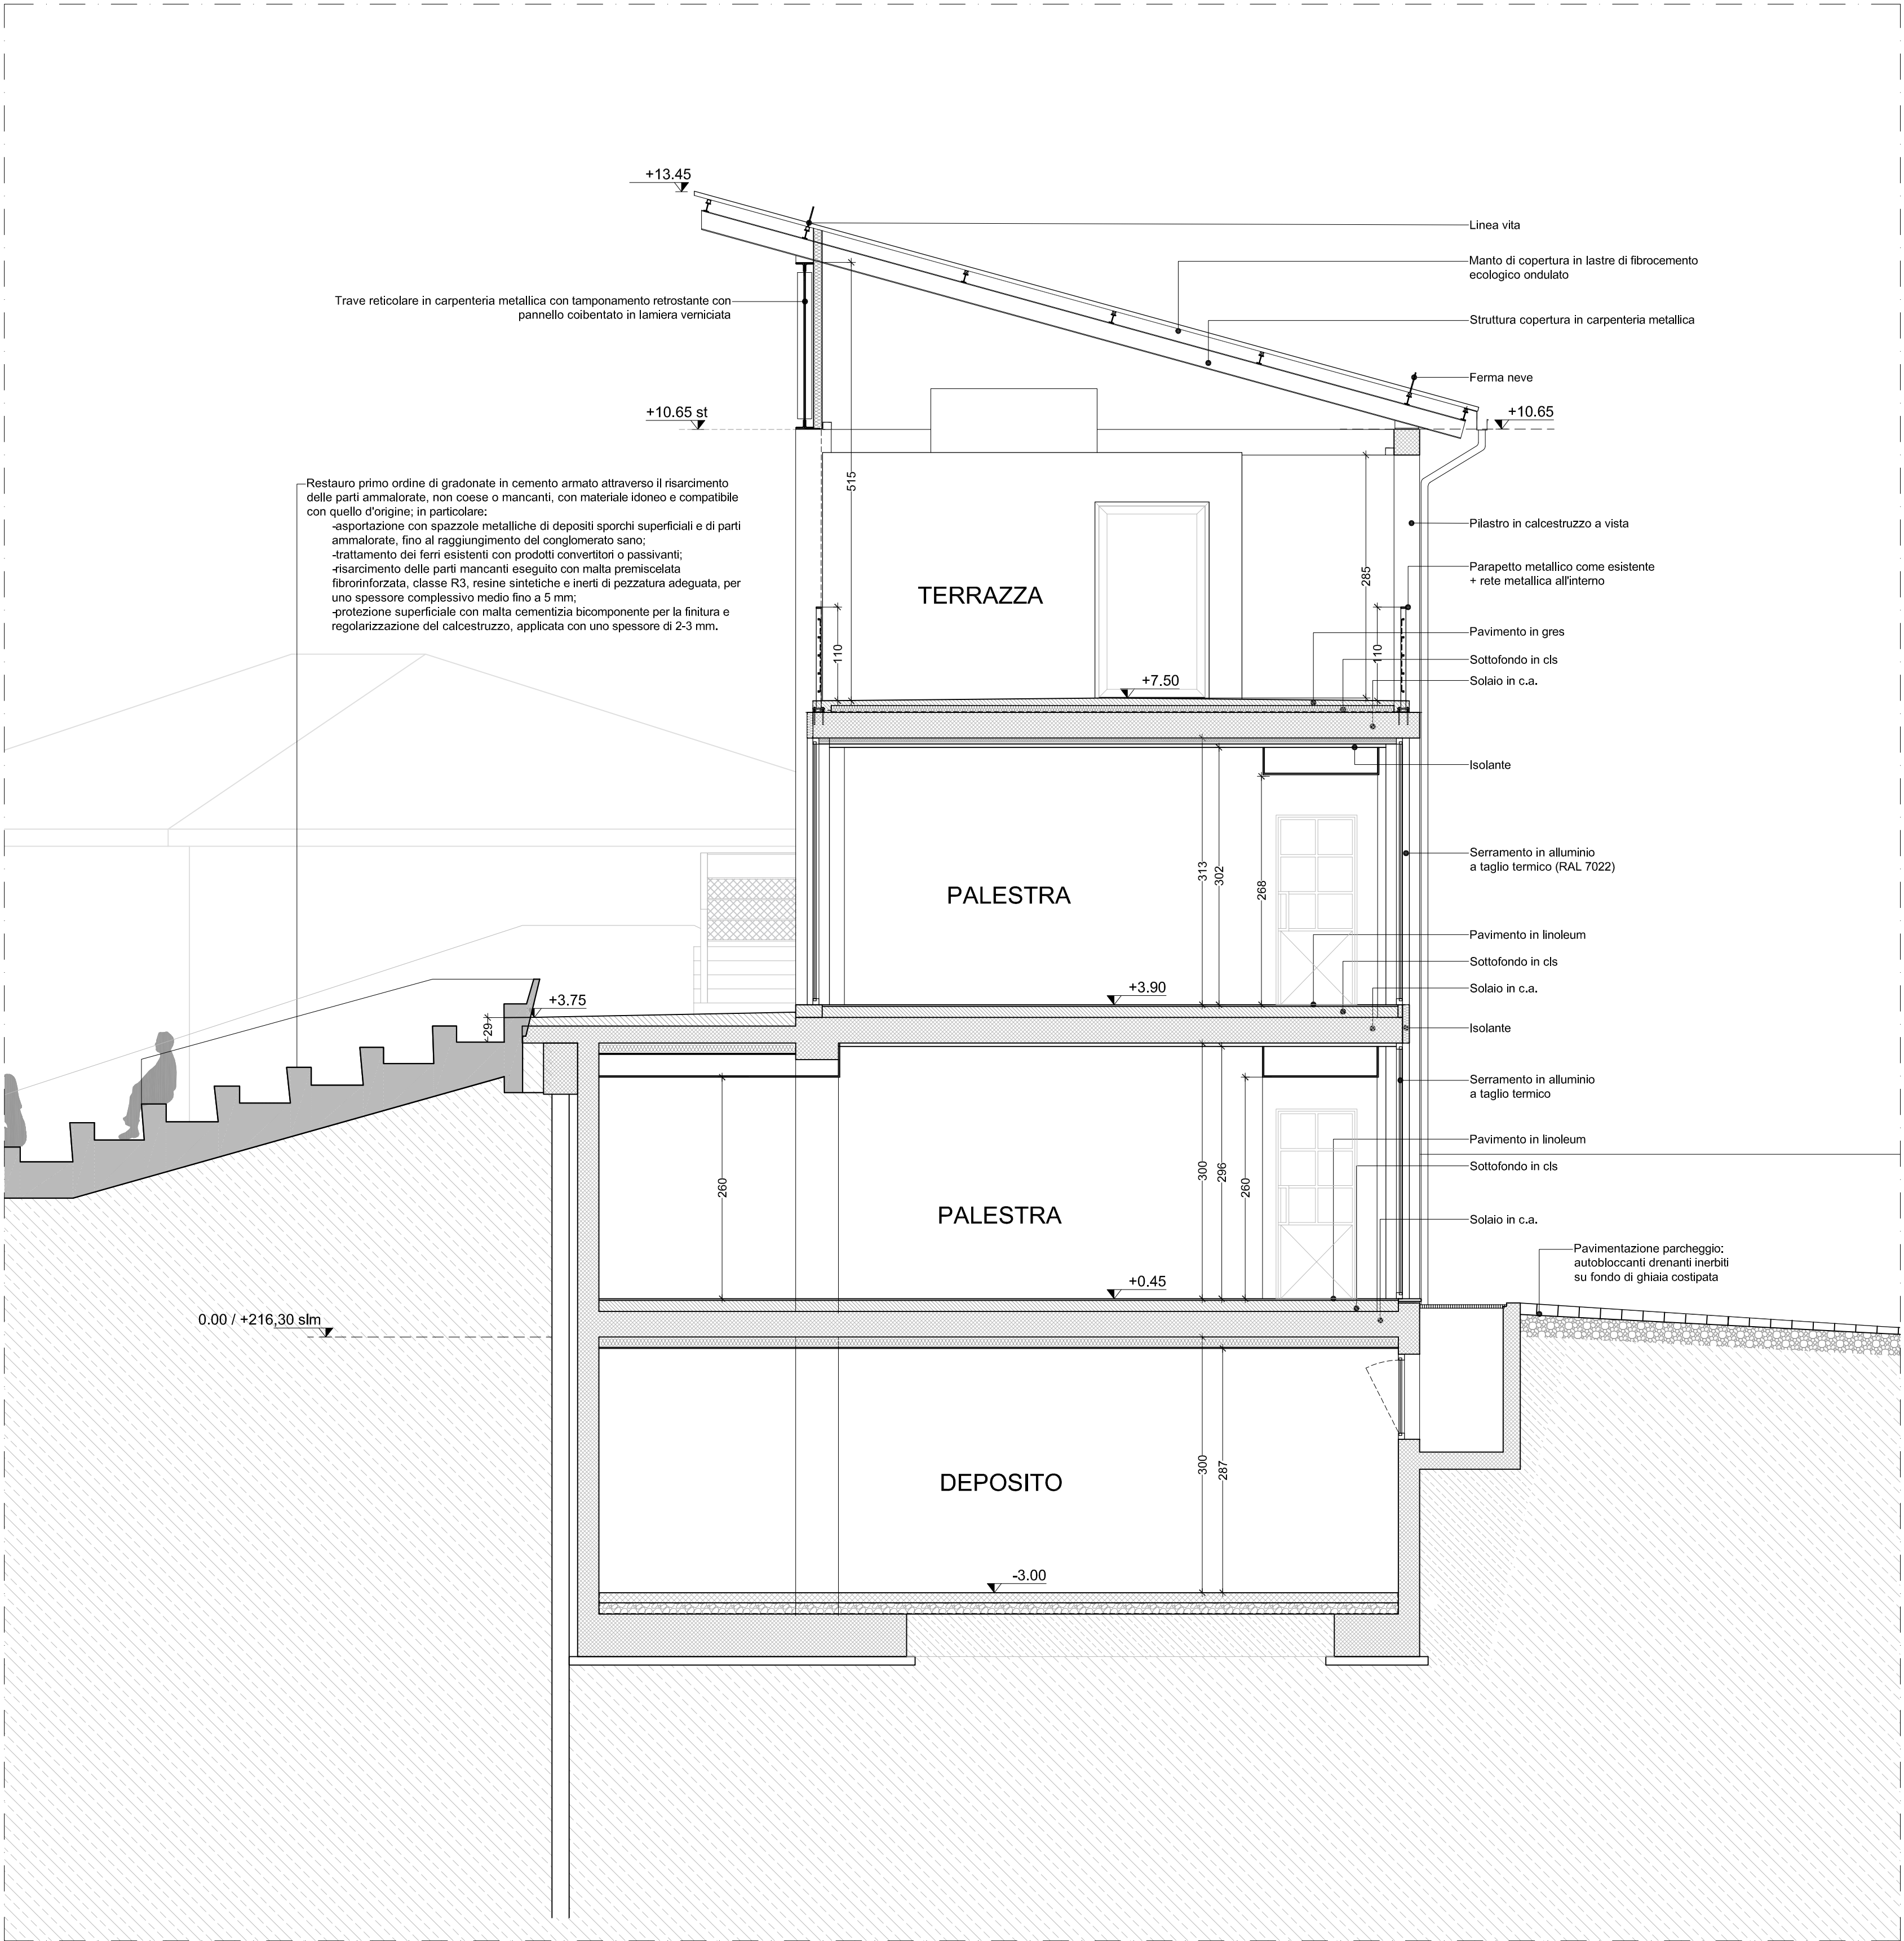 +13.45
Linea vita
Manto di copertura in lastre di fibrocemento
ecologico ondulato
Trave reticolare in carpenteria metallica con tamponamento retrostante con
pannello coibentato in lamiera verniciata
Struttura copertura in carpenteria metallica
Ferma neve
+10.65 st
+10.65
515
285
Restauro primo ordine di gradonate in cemento armato attraverso il risarcimento
delle parti ammalorate, non coese o mancanti, con materiale idoneo e compatibile
con quello d'origine; in particolare:
-asportazione con spazzole metalliche di depositi sporchi superficiali e di parti
ammalorate, fino al raggiungimento del conglomerato sano;
-trattamento dei ferri esistenti con prodotti convertitori o passivanti;
-risarcimento delle parti mancanti eseguito con malta premiscelata
fibrorinforzata, classe R3, resine sintetiche e inerti di pezzatura adeguata, per
uno spessore complessivo medio fino a 5 mm;
-protezione superficiale con malta cementizia bicomponente per la finitura e
regolarizzazione del calcestruzzo, applicata con uno spessore di 2-3 mm.
Pilastro in calcestruzzo a vista
Parapetto metallico come esistente
+ rete metallica all'interno
TERRAZZA
110
110
Pavimento in gres
Sottofondo in cls
Solaio in c.a.
+7.50
Isolante
313
302
268
Serramento in alluminio
a taglio termico (RAL 7022)
PALESTRA
Pavimento in linoleum
Sottofondo in cls
Solaio in c.a.
+3.90
+3.75
29
Isolante
Serramento in alluminio
a taglio termico
Pavimento in linoleum
Sottofondo in cls
260
300
296
260
PALESTRA
Solaio in c.a.
Pavimentazione parcheggio:
autobloccanti drenanti inerbiti
su fondo di ghiaia costipata
+0.45
0.00 / +216,30 slm
300
287
DEPOSITO
-3.00